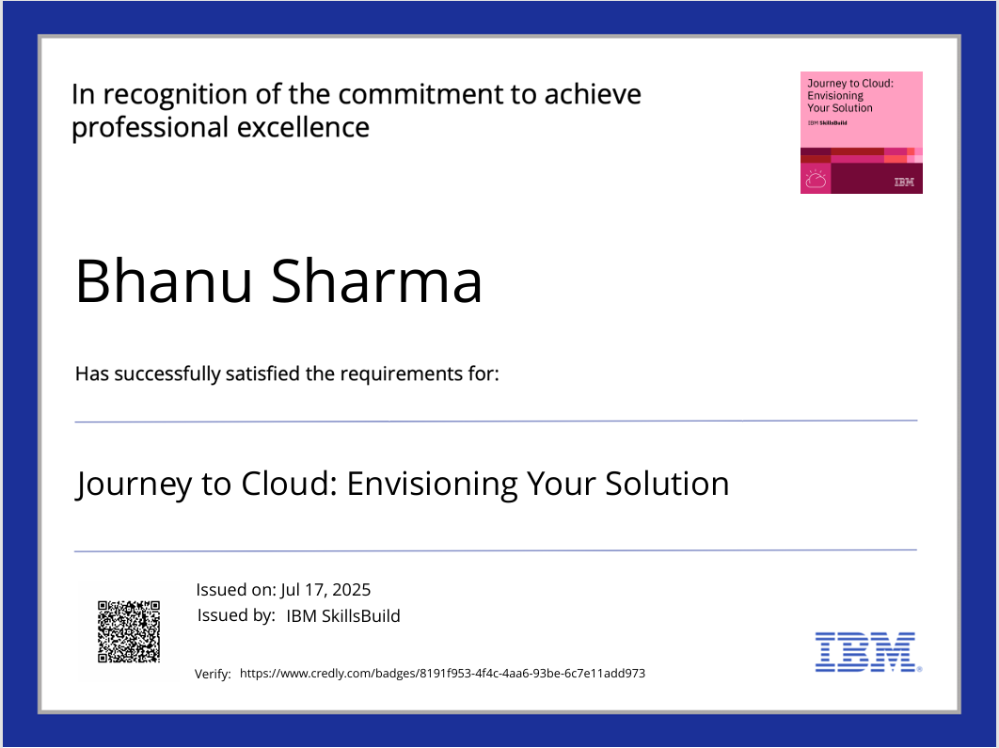 In recognition of the commitment to achieve
professional excellence
Journey to Cloud:
Envisioning
Your Solution
IBM SkillsBuild
IBM
Bhanu Sharma
Has successfully satisfied the requirements for:
Journey to Cloud: Envisioning Your Solution
Issued on: Jul 17, 2025
Issued by: IBM SkillsBuild
Verify: https://www.credly.com/badges/8191f953-4f4c-4aa6-93be-6c7e11add973
IBM®